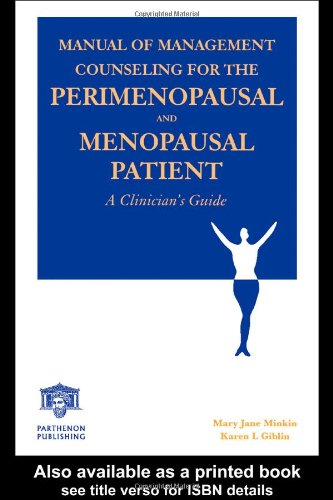 MANUAL OF MANAGEMENT
COUNSELING FOR THE
PERIMENOPAUSAL
AND
MENOPAUSAL
PATIENT
A Clinician's Guide
Mary Jane Minkin
Karen L Giblin
PARTHENON
PUBLISHING
Also available as a printed book
see title verso for ISBN details